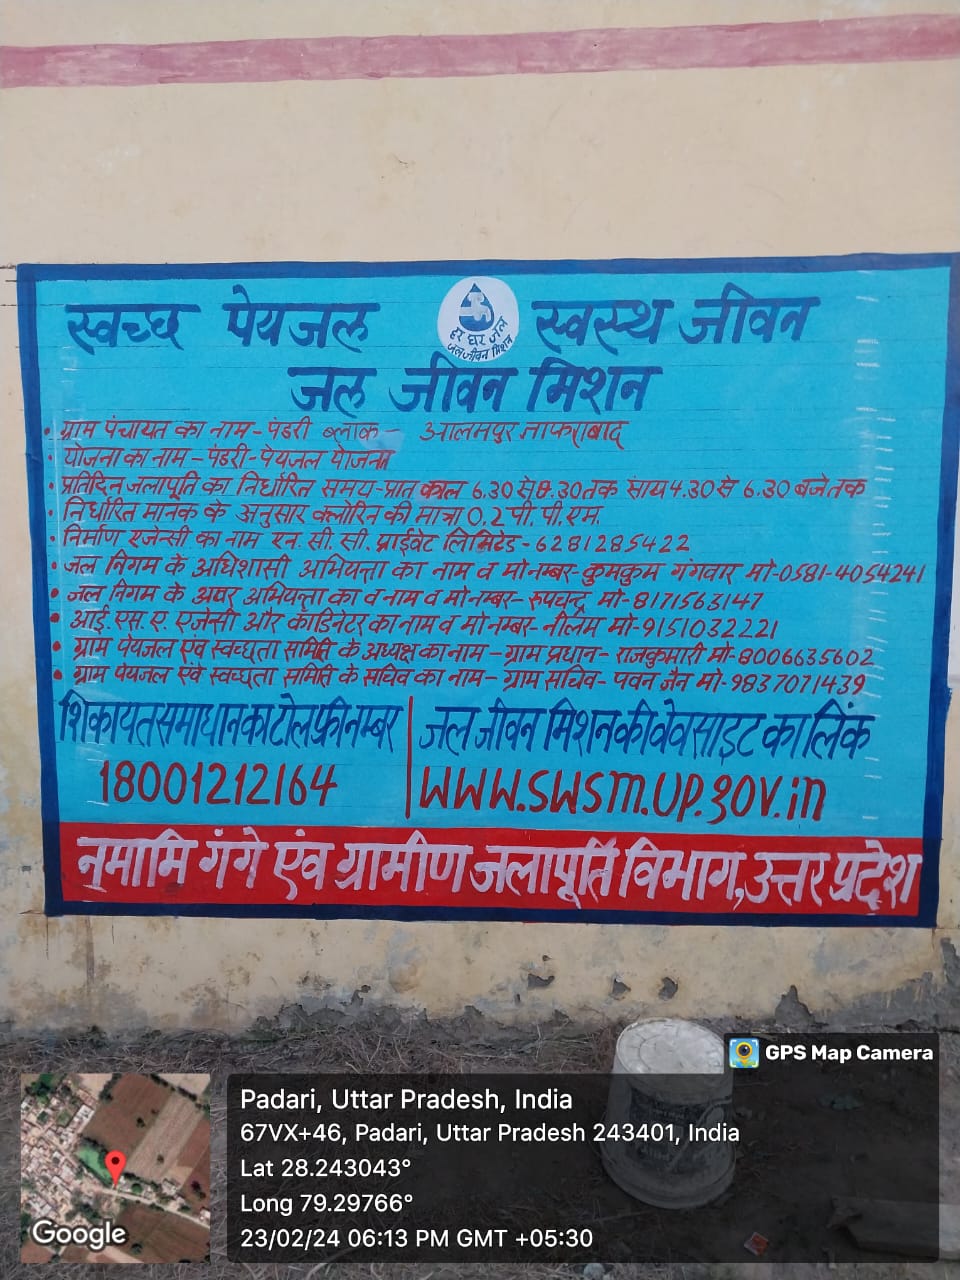 स्वच्छ पेयजल स्वस्थ जीवन
हर घर जल
जल जीवन मिशन
जल जीवन मिशन
• ग्राम पंचायत का नाम - पंडरी ब्लाक - आलमपुर जाफराबाद
• योजना का नाम - पंडरी - पेयजल योजना
• प्रतिदिन जलापूर्ति का निर्धारित समय - प्रात काल 6.30 से 8.30 तक सांय 4.30 से 6.30 बजे तक
• निर्धारित मानक के अनुसार क्लोरिन की मात्रा 0.2 पी. पी. एम.
• निर्माण एजेन्सी का नाम एन. सी. सी. प्राईवेट लिमिटेड - 6281285422
• जल निगम के अधिशासी अभियन्ता का नाम व मो नम्बर - कुमकुम गंगवार मो - 0581-4054241
• जल निगम के अवर अभियन्ता का व नाम व मो नम्बर - रुपचन्द्र मो - 8171563147
• आई. एस. ए. एजेन्सी और कार्डिनेटर का नाम व मो नम्बर - नीलम मो - 9151032221
• ग्राम पेयजल एंव स्वच्छता समिति के अध्यक्ष का नाम - ग्राम प्रधान - राजकुमारी मो - 8006635602
• ग्राम पेयजल एंव स्वच्छता समिति के सचिव का नाम - ग्राम सचिव - पवन जैन मो - 9837071439
शिकायत समाधान का टोल फ्री नम्बर
18001212164
जल जीवन मिशन की वेवसाइट का लिंक
www.swsm.up.gov.in
नमामि गंगे एंव ग्रामीण जलापूर्ति विभाग, उत्तर प्रदेश
GPS Map Camera
Padari, Uttar Pradesh, India
67VX+46, Padari, Uttar Pradesh 243401, India
Lat 28.243043°
Long 79.29766°
23/02/24 06:13 PM GMT +05:30
Google